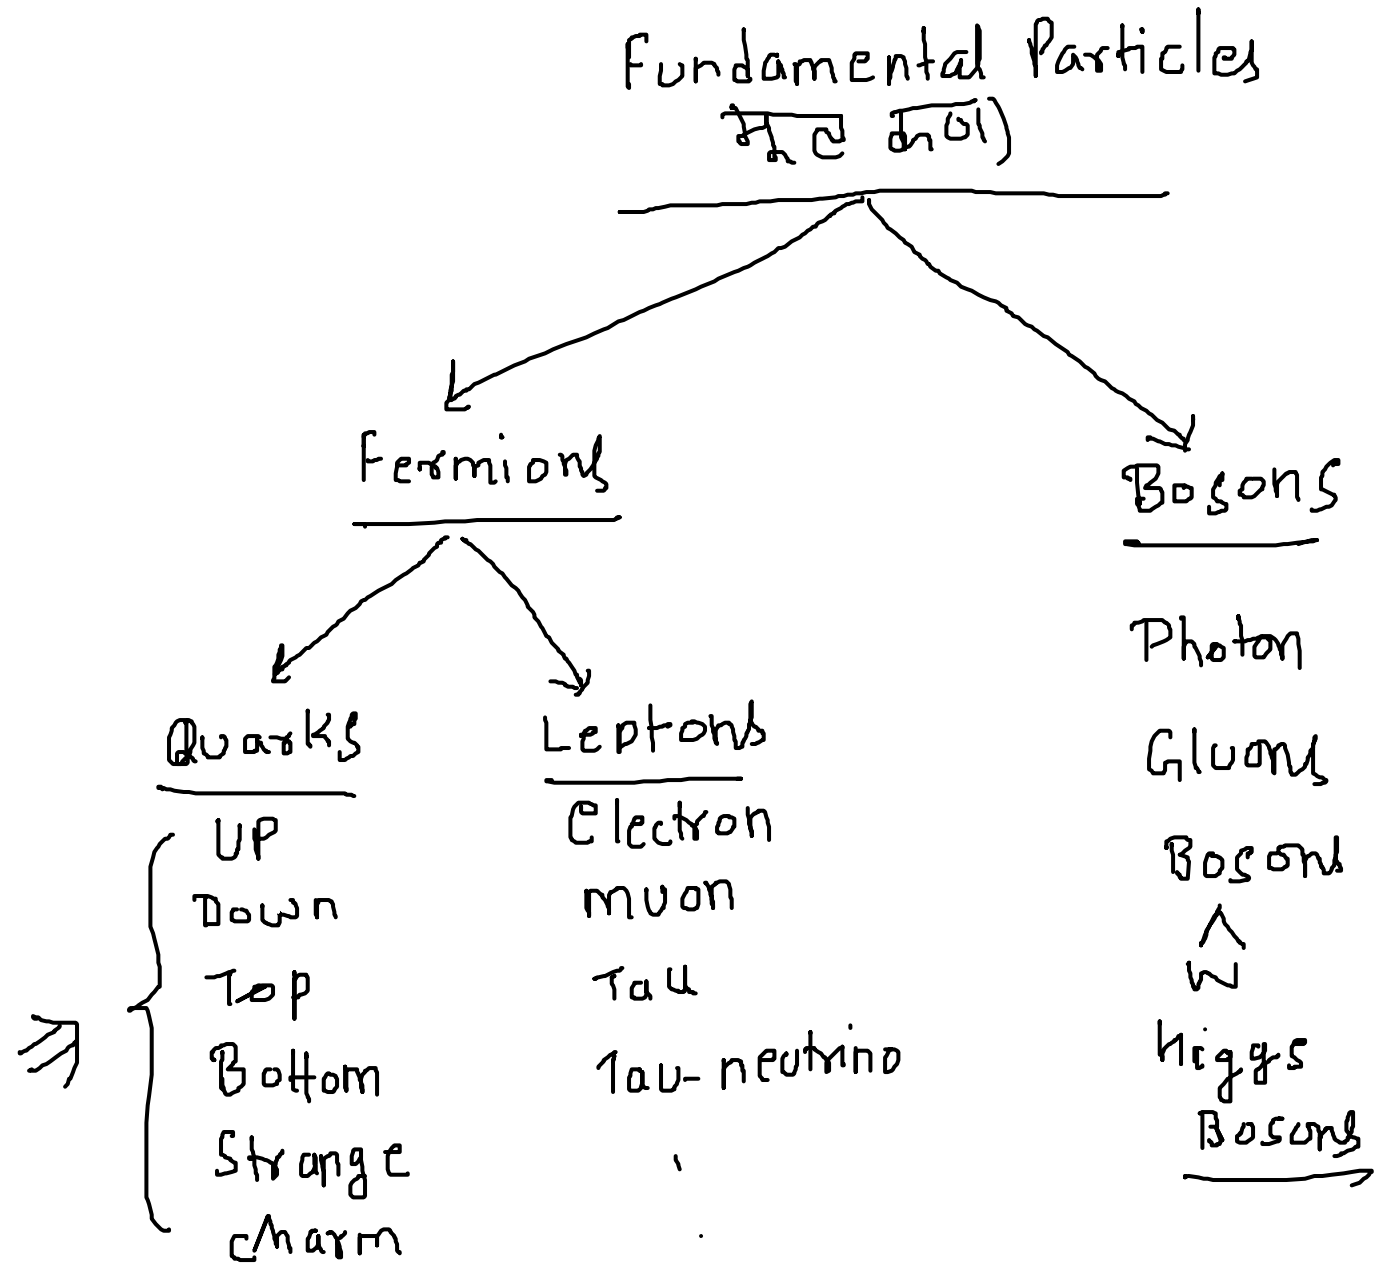 Fundamental Particles
Fermions
Bosons
Quarks
Leptons
UP
Down
Top
Bottom
Strange
charm
Electron
muon
Tau
Tau-neutrino
Photon
Gluons
Bosons
W
Higgs
Bosons